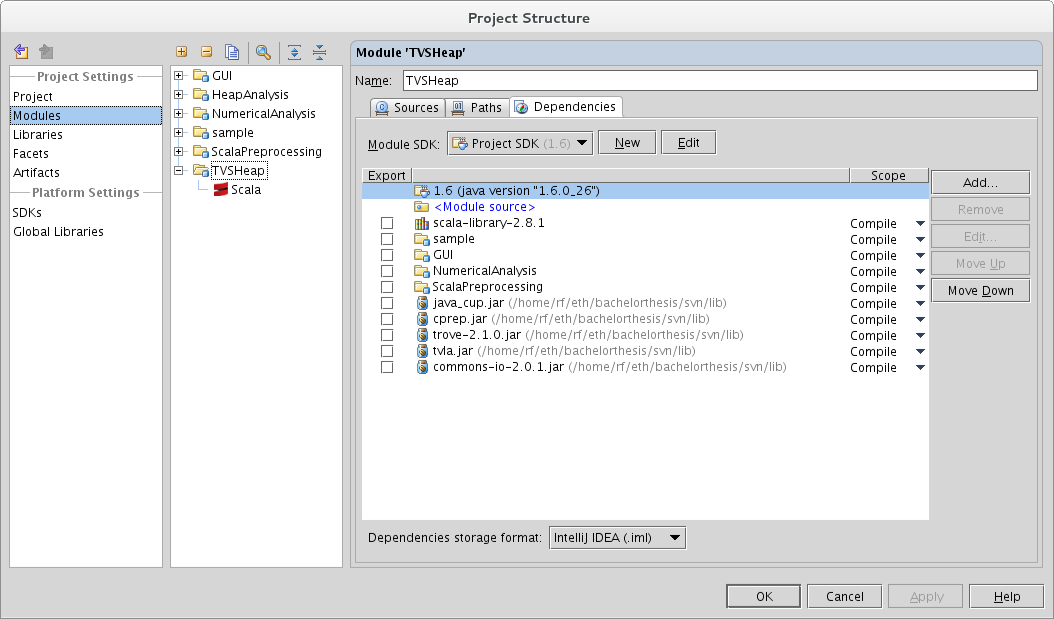 Project Structure
Project Settings
Project
Modules
Libraries
Facets
Artifacts
Platform Settings
SDKs
Global Libraries
GUI
HeapAnalysis
NumericalAnalysis
sample
ScalaPreprocessing
TVSHeap
Scala
Module 'TVSHeap'
Name: TVSHeap
Sources Paths Dependencies
Module SDK: Project SDK (1.6) New Edit
Export Scope
1.6 (java version "1.6.0_26")
<Module source>
scala-library-2.8.1 Compile
sample Compile
GUI Compile
NumericalAnalysis Compile
ScalaPreprocessing Compile
java_cup.jar (/home/rf/eth/bachelorthesis/svn/lib) Compile
cprep.jar (/home/rf/eth/bachelorthesis/svn/lib) Compile
trove-2.1.0.jar (/home/rf/eth/bachelorthesis/svn/lib) Compile
tvla.jar (/home/rf/eth/bachelorthesis/svn/lib) Compile
commons-io-2.0.1.jar (/home/rf/eth/bachelorthesis/svn/lib) Compile
Add...
Remove
Edit...
Move Up
Move Down
Dependencies storage format: IntelliJ IDEA (.iml)
OK Cancel Apply Help